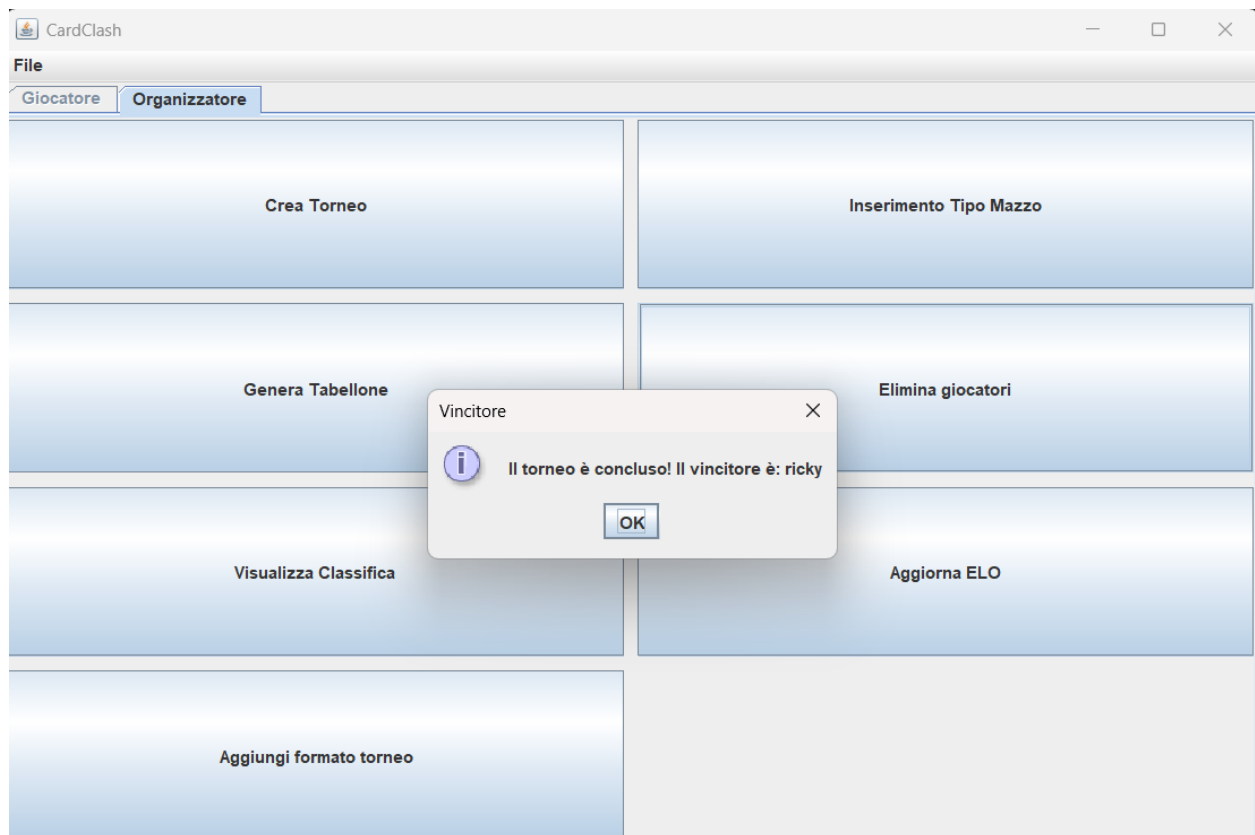 CardClash
File
Giocatore Organizzatore
Crea Torneo
Inserimento Tipo Mazzo
Genera Tabellone
Elimina giocatori
Vincitore
Il torneo è concluso! Il vincitore è: ricky
OK
Visualizza Classifica
Aggiorna ELO
Aggiungi formato torneo